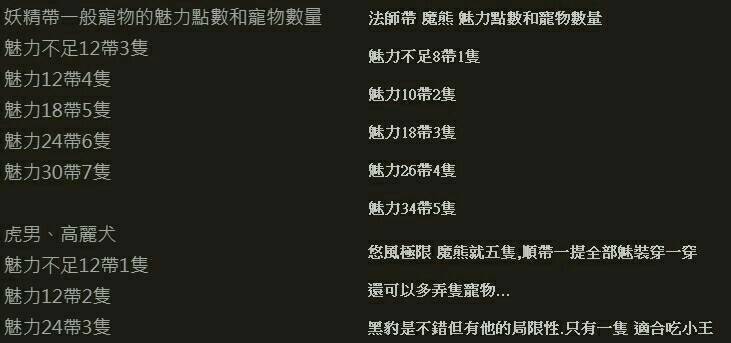 妖精帶一般寵物的魅力點數和寵物數量
魅力不足12帶3隻
魅力12帶4隻
魅力18帶5隻
魅力24帶6隻
魅力30帶7隻
虎男、高麗犬
魅力不足12帶1隻
魅力12帶2隻
魅力24帶3隻
法師帶 魔熊 魅力點數和寵物數量
魅力不足8帶1隻
魅力10帶2隻
魅力18帶3隻
魅力26帶4隻
魅力34帶5隻
您風極限 魔熊就五隻,順帶一提全部魅裝穿一穿
還可以多弄隻寵物...
黑豹是不錯但有他的局限性.只有一隻 適合吃小王